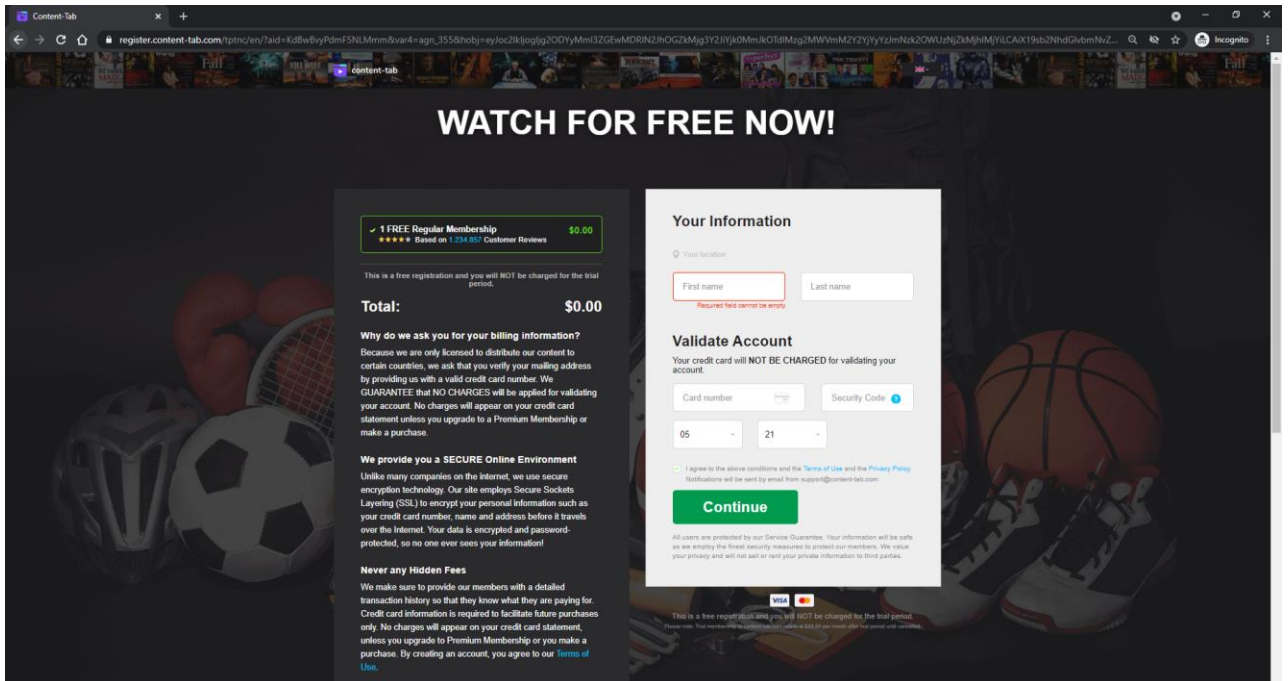 Content-Tab
Incognito
content-tab
WATCH FOR FREE NOW!
✓ 1 FREE Regular Membership $0.00
★★★★★ Based on 1.234.857 Customer Reviews
This is a free registration and you will NOT be charged for the trial
period.
Total: $0.00
Why do we ask you for your billing information?
Because we are only licensed to distribute our content to
certain countries, we ask that you verify your mailing address
by providing us with a valid credit card number. We
GUARANTEE that NO CHARGES will be applied for validating
your account. No charges will appear on your credit card
statement unless you upgrade to a Premium Membership or
make a purchase.
We provide you a SECURE Online Environment
Unlike many companies on the internet, we use secure
encryption technology. Our site employs Secure Sockets
Layering (SSL) to encrypt your personal information such as
your credit card number, name and address before it travels
over the Internet. Your data is encrypted and password-
protected, so no one ever sees your information!
Never any Hidden Fees
We make sure to provide our members with a detailed
transaction history so that they know what they are paying for.
Credit card information is required to facilitate future purchases
only. No charges will appear on your credit card statement,
unless you upgrade to Premium Membership or you make a
purchase. By creating an account, you agree to our Terms of
Use.
Your Information
Your location
First name Last name
Required field cannot be empty
Validate Account
Your credit card will NOT BE CHARGED for validating your
account.
Card number Security Code ?
05 21
I agree to the above conditions and the Terms of Use and the Privacy Policy.
Notifications will be sent by email from support@content-tab.com
Continue
All users are protected by our Service Guarantee. Your information will be safe
as we employ the finest security measures to protect our members. We value
your privacy and will not sell or rent your private information to third parties.
VISA
This is a free registration and you will NOT be charged for the trial period.